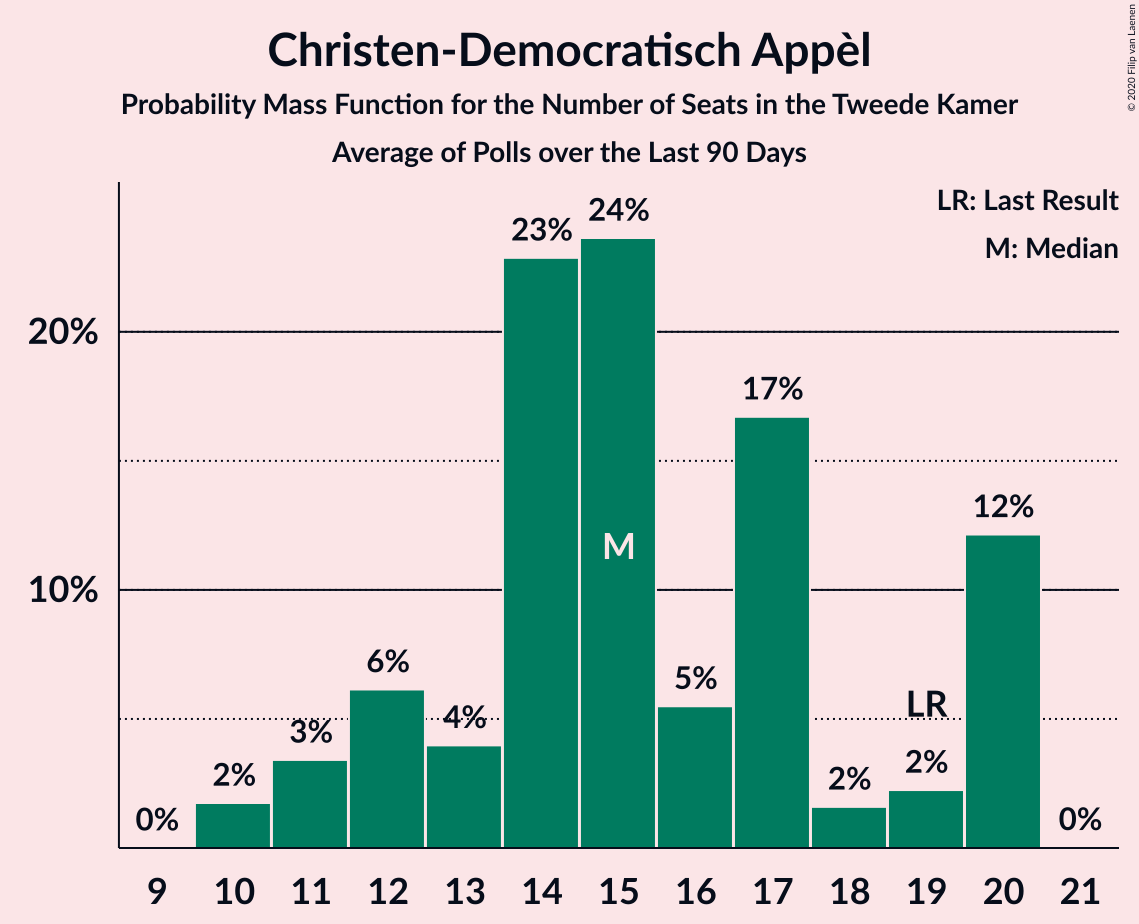 Christen-Democratisch Appèl
Probability Mass Function for the Number of Seats in the Tweede Kamer
Average of Polls over the Last 90 Days
© 2020 Filip van Laenen
LR: Last Result
M: Median
24%
23%
20%
17%
12%
M
10%
6%
5%
LR
4%
3%
2%
2%
2%
0%
0%
9 10 11 12 13 14 15 16 17 18 19 20 21